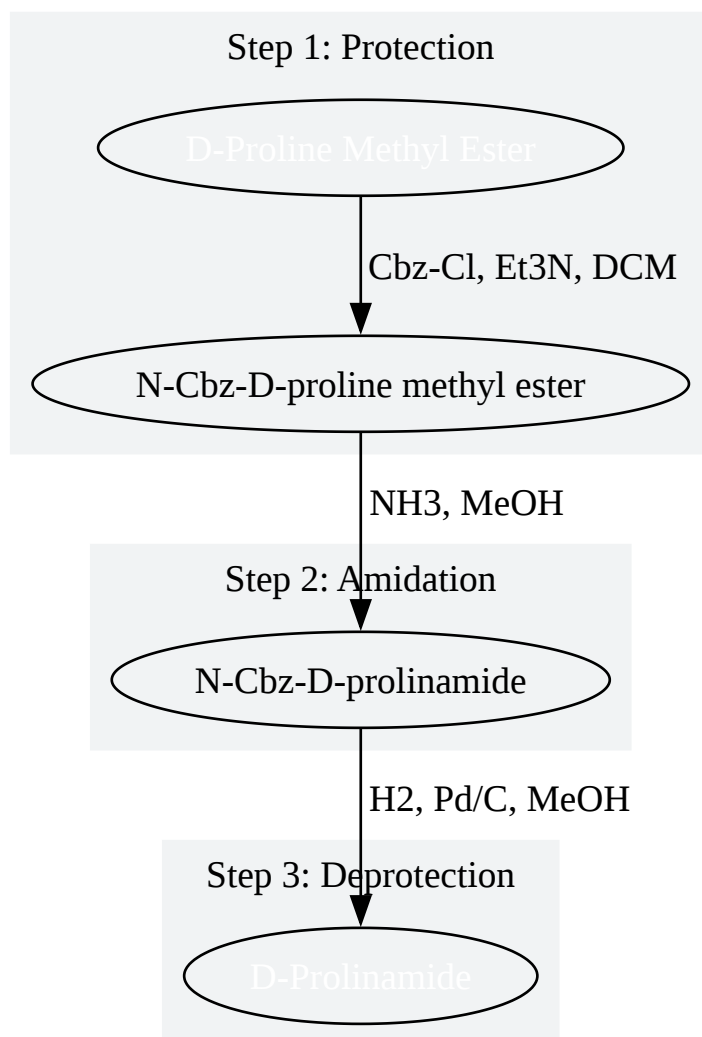 Step 1: Protection
D-Proline Methyl Ester
Cbz-Cl, Et3N, DCM
N-Cbz-D-proline methyl ester
NH3, MeOH
Step 2: Amidation
N-Cbz-D-prolinamide
H2, Pd/C, MeOH
Step 3: Deprotection
D-Prolinamide